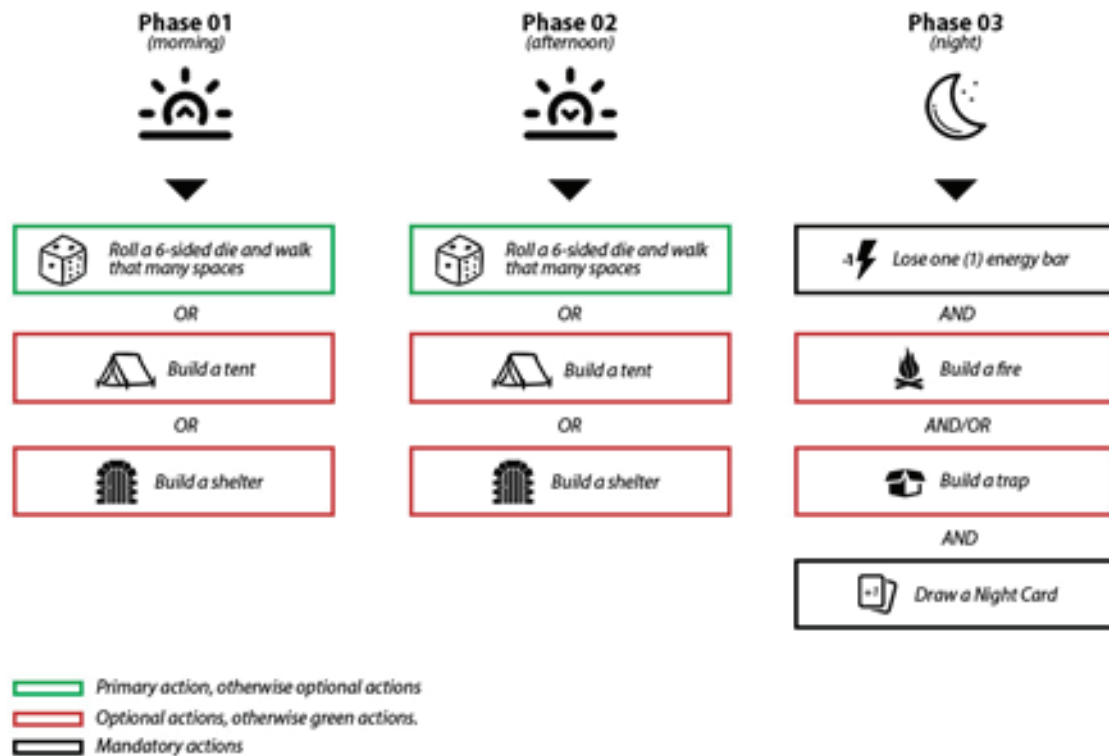 Phase 01
(morning)
Phase 02
(afternoon)
Phase 03
(night)
Roll a 6-sided die and walk
that many spaces
OR
Build a tent
OR
Build a shelter
Roll a 6-sided die and walk
that many spaces
OR
Build a tent
OR
Build a shelter
-1
Lose one (1) energy bar
AND
Build a fire
AND/OR
Build a trap
AND
+1
Draw a Night Card
Primary action, otherwise optional actions
Optional actions, otherwise green actions.
Mandatory actions